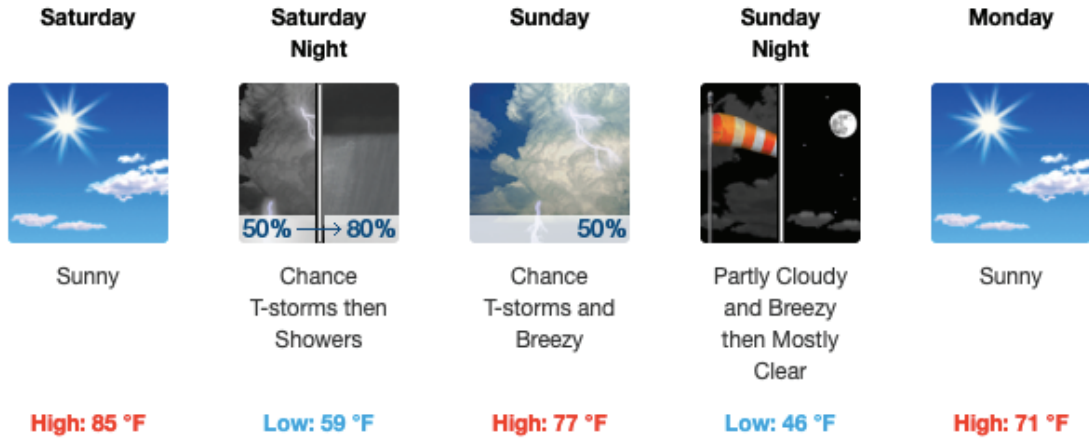 Saturday
Saturday
Night
Sunday
Sunday
Night
Monday
50% → 80%
50%
Sunny
Chance
T-storms then
Showers
Chance
T-storms and
Breezy
Partly Cloudy
and Breezy
then Mostly
Clear
Sunny
High: 85 °F
Low: 59 °F
High: 77 °F
Low: 46 °F
High: 71 °F